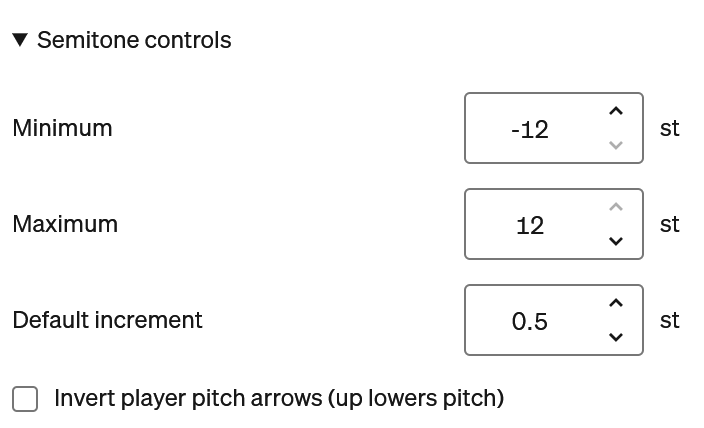 Semitone controls
Minimum -12 st
Maximum 12 st
Default increment 0.5 st
Invert player pitch arrows (up lowers pitch)